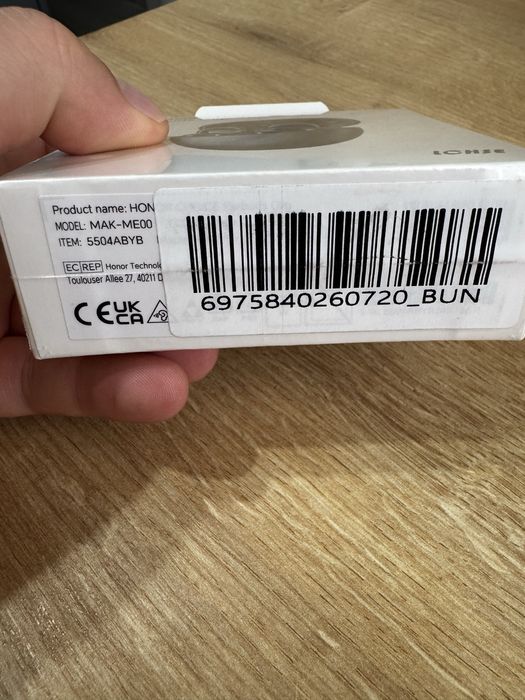 Product name: HON
MODEL: MAK-ME00
ITEM: 5504ABYB
EC REP Honor Technolo
Toulouser Allee 27, 40211 D
CE UK CA
6975840260720_BUN